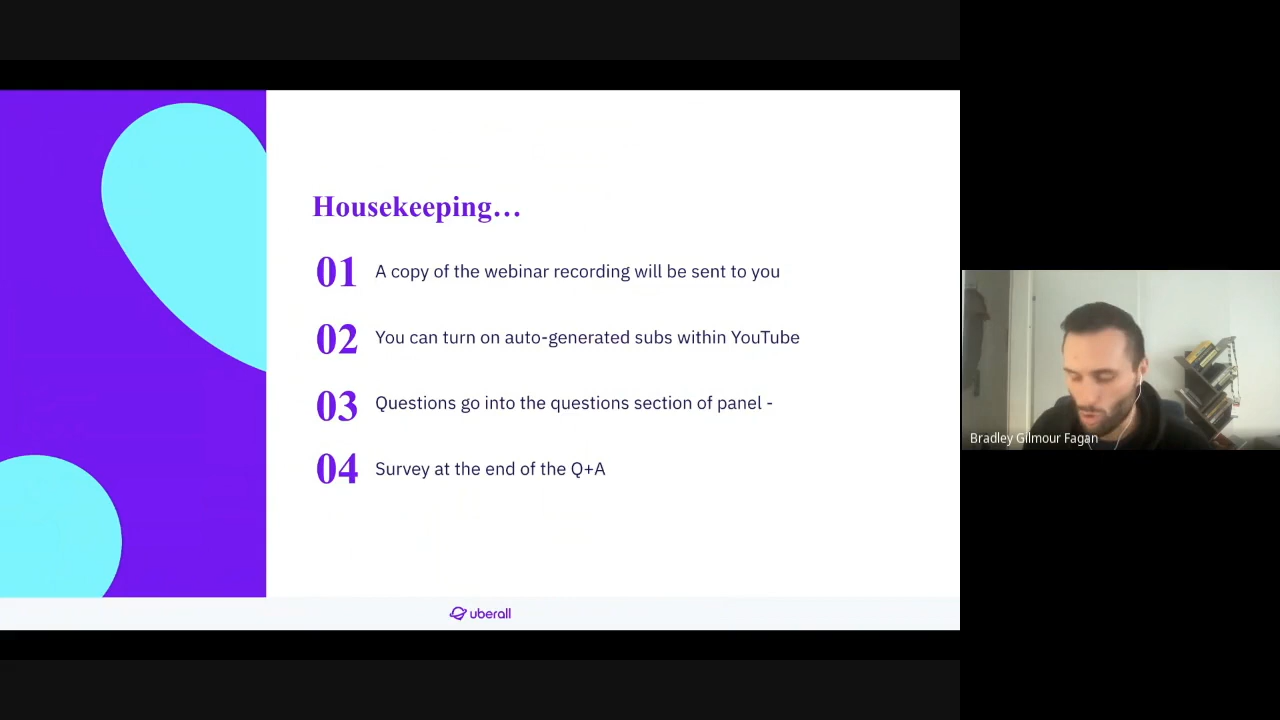 Housekeeping...
01 A copy of the webinar recording will be sent to you
02 You can turn on auto-generated subs within YouTube
03 Questions go into the questions section of panel -
04 Survey at the end of the Q+A
uberall
Bradley Gilmour Fagan